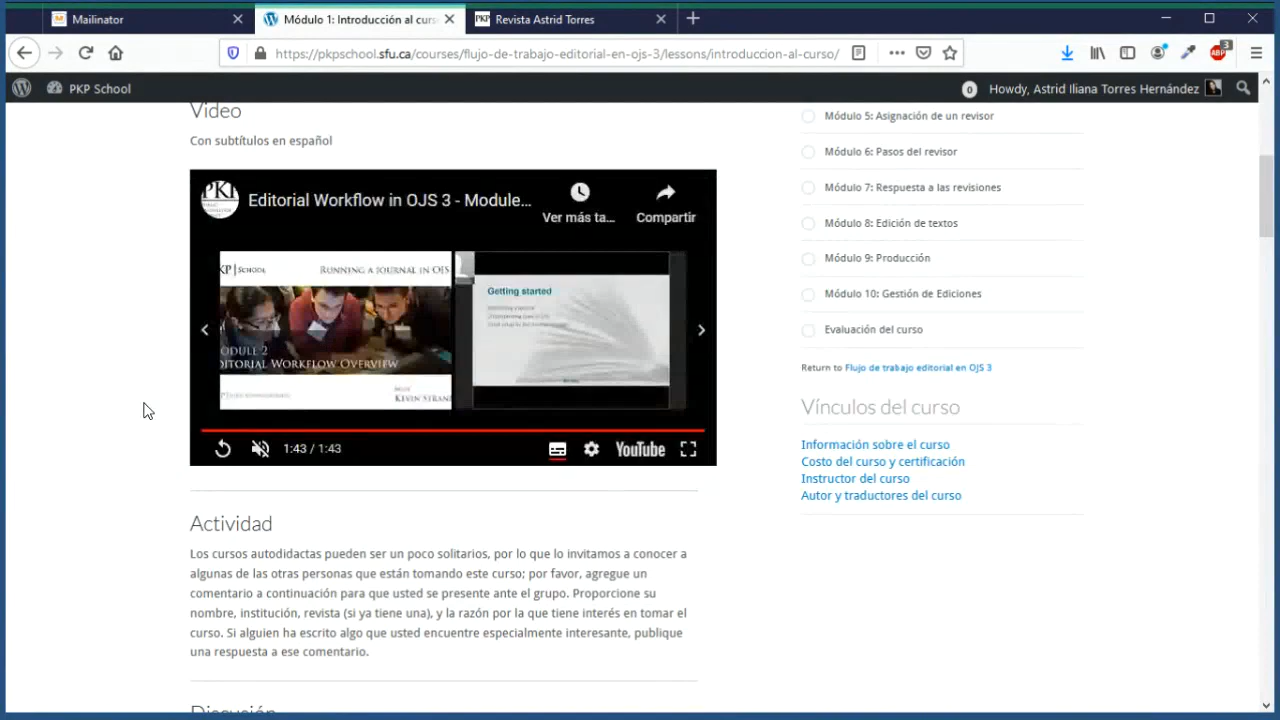 Mailinator
Módulo 1: Introducción al curs
PKP Revista Astrid Torres
https://pkpschool.sfu.ca/courses/flujo-de-trabajo-editorial-en-ojs-3/lessons/introduccion-al-curso/
ABP
3
PKP School
0
Howdy, Astrid Iliana Torres Hernández
Video
Con subtítulos en español
PKP
Editorial Workflow in OJS 3 - Module...
Ver más ta...
Compartir
KP | SCHOOL
RUNNING A JOURNAL IN OJS
MODULE 2
EDITORIAL WORKFLOW OVERVIEW
KEVIN STRAN
Getting started
1:43 / 1:43
YouTube
Actividad
Los cursos autodidactas pueden ser un poco solitarios, por lo que lo invitamos a conocer a
algunas de las otras personas que están tomando este curso; por favor, agregue un
comentario a continuación para que usted se presente ante el grupo. Proporcione su
nombre, institución, revista (si ya tiene una), y la razón por la que tiene interés en tomar el
curso. Si alguien ha escrito algo que usted encuentre especialmente interesante, publique
una respuesta a ese comentario.
Discusión
Módulo 5: Asignación de un revisor
Módulo 6: Pasos del revisor
Módulo 7: Respuesta a las revisiones
Módulo 8: Edición de textos
Módulo 9: Producción
Módulo 10: Gestión de Ediciones
Evaluación del curso
Return to Flujo de trabajo editorial en OJS 3
Vínculos del curso
Información sobre el curso
Costo del curso y certificación
Instructor del curso
Autor y traductores del curso